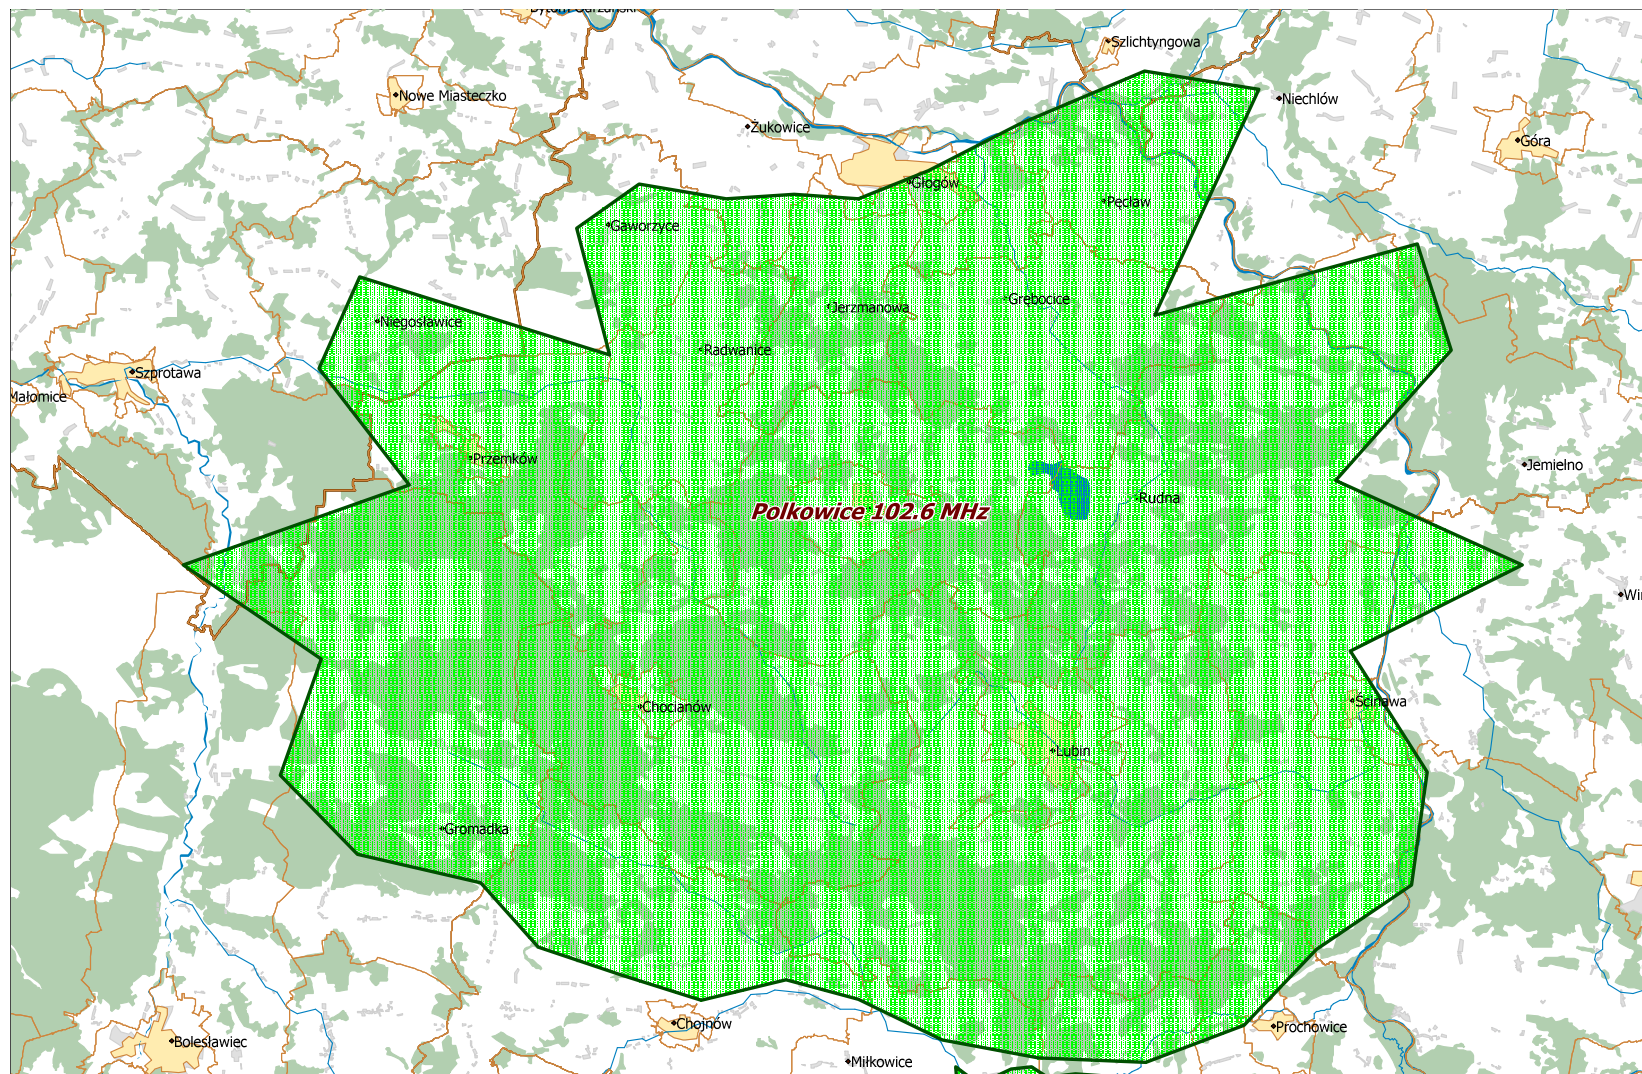 Szlichtyngowa
Nowe Miasteczko
Niechlów
Żukowice
Góra
Głogów
Pęcław
Gaworzyce
Grębocice
Jerzmanowa
Niegosławice
Radwanice
Szprotawa
Małomice
Przemków
Jemielno
Rudna
Polkowice 102.6 MHz
Chocianów
Ścinawa
Lubin
Gromadka
Chojnów
Prochowice
Bolesławiec
Miłkowice